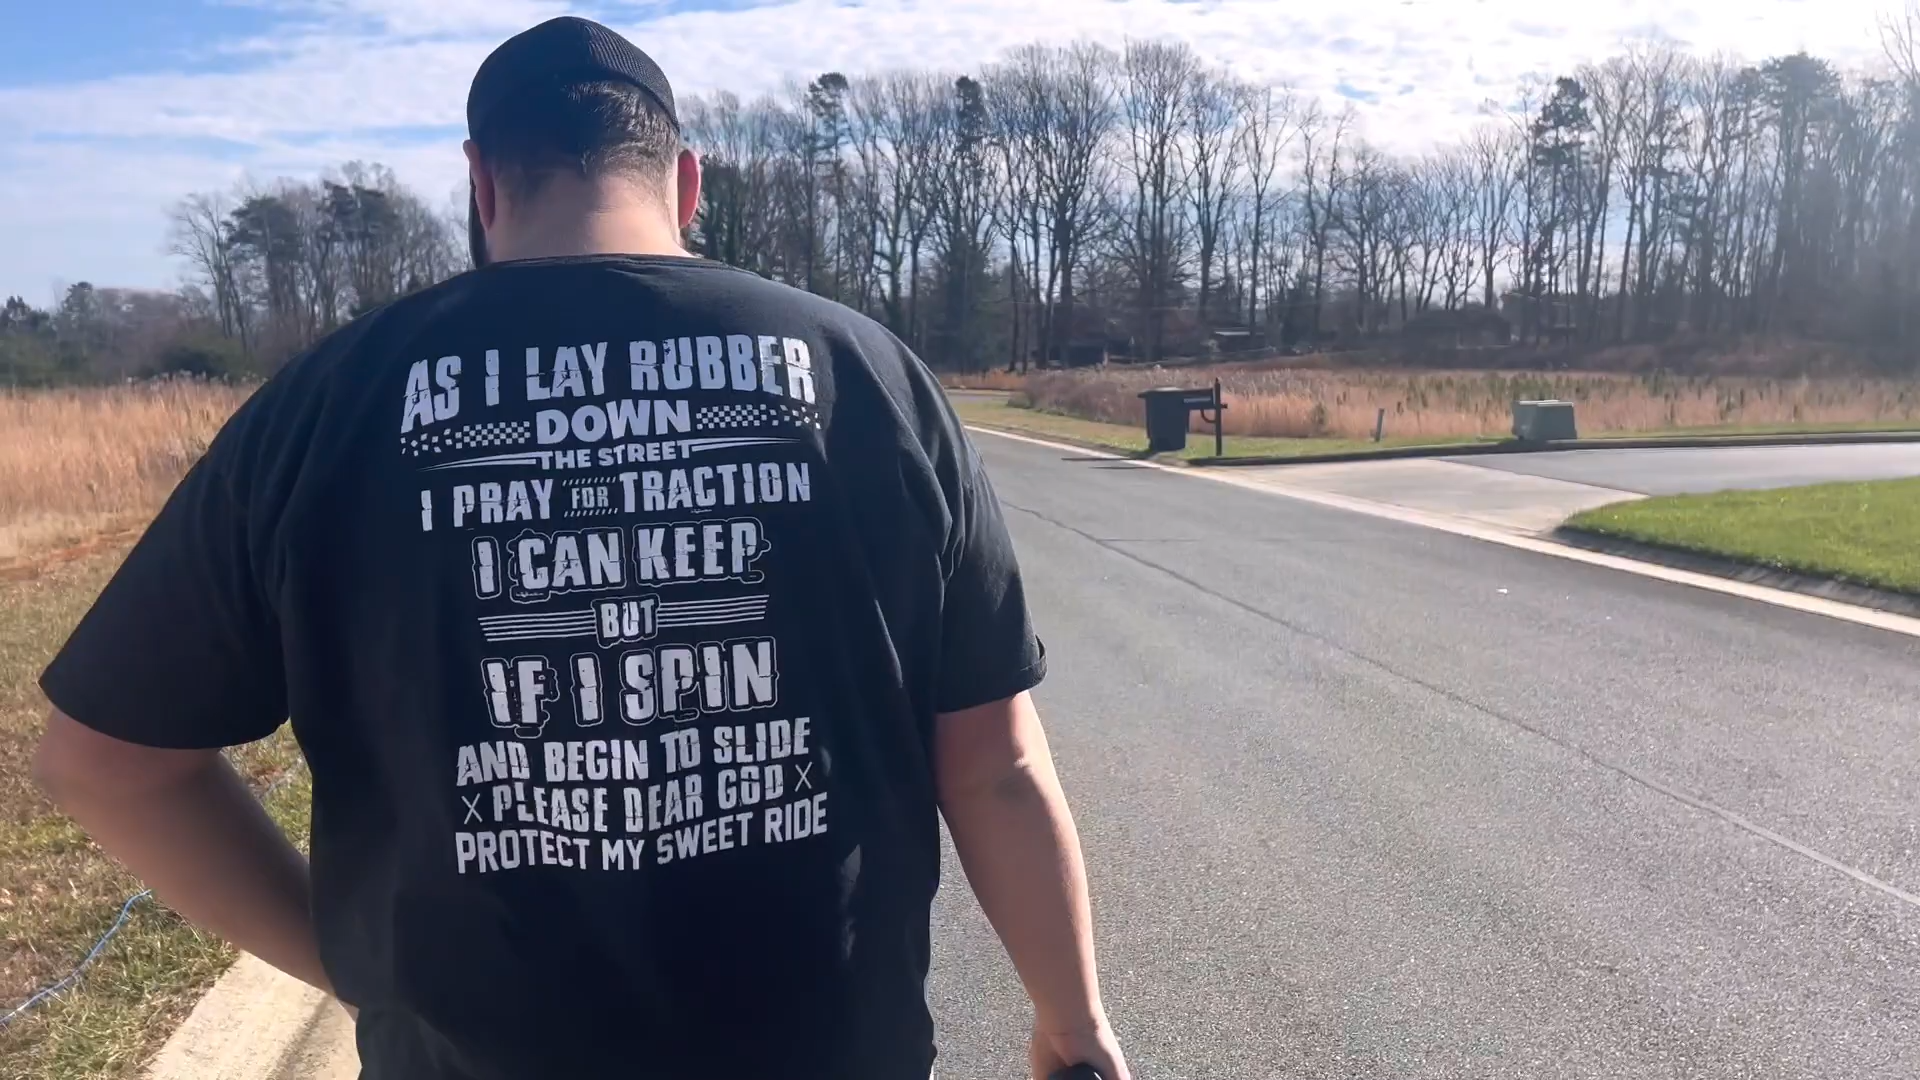 AS I LAY RUBBER
DOWN
THE STREET
I PRAY FOR TRACTION
I CAN KEEP
BUT
IF I SPIN
AND BEGIN TO SLIDE
X PLEASE DEAR GOD X
PROTECT MY SWEET RIDE